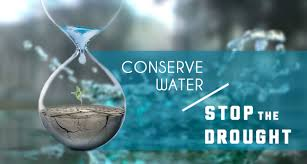 CONSERVE
WATER
STOP THE
DROUGHT